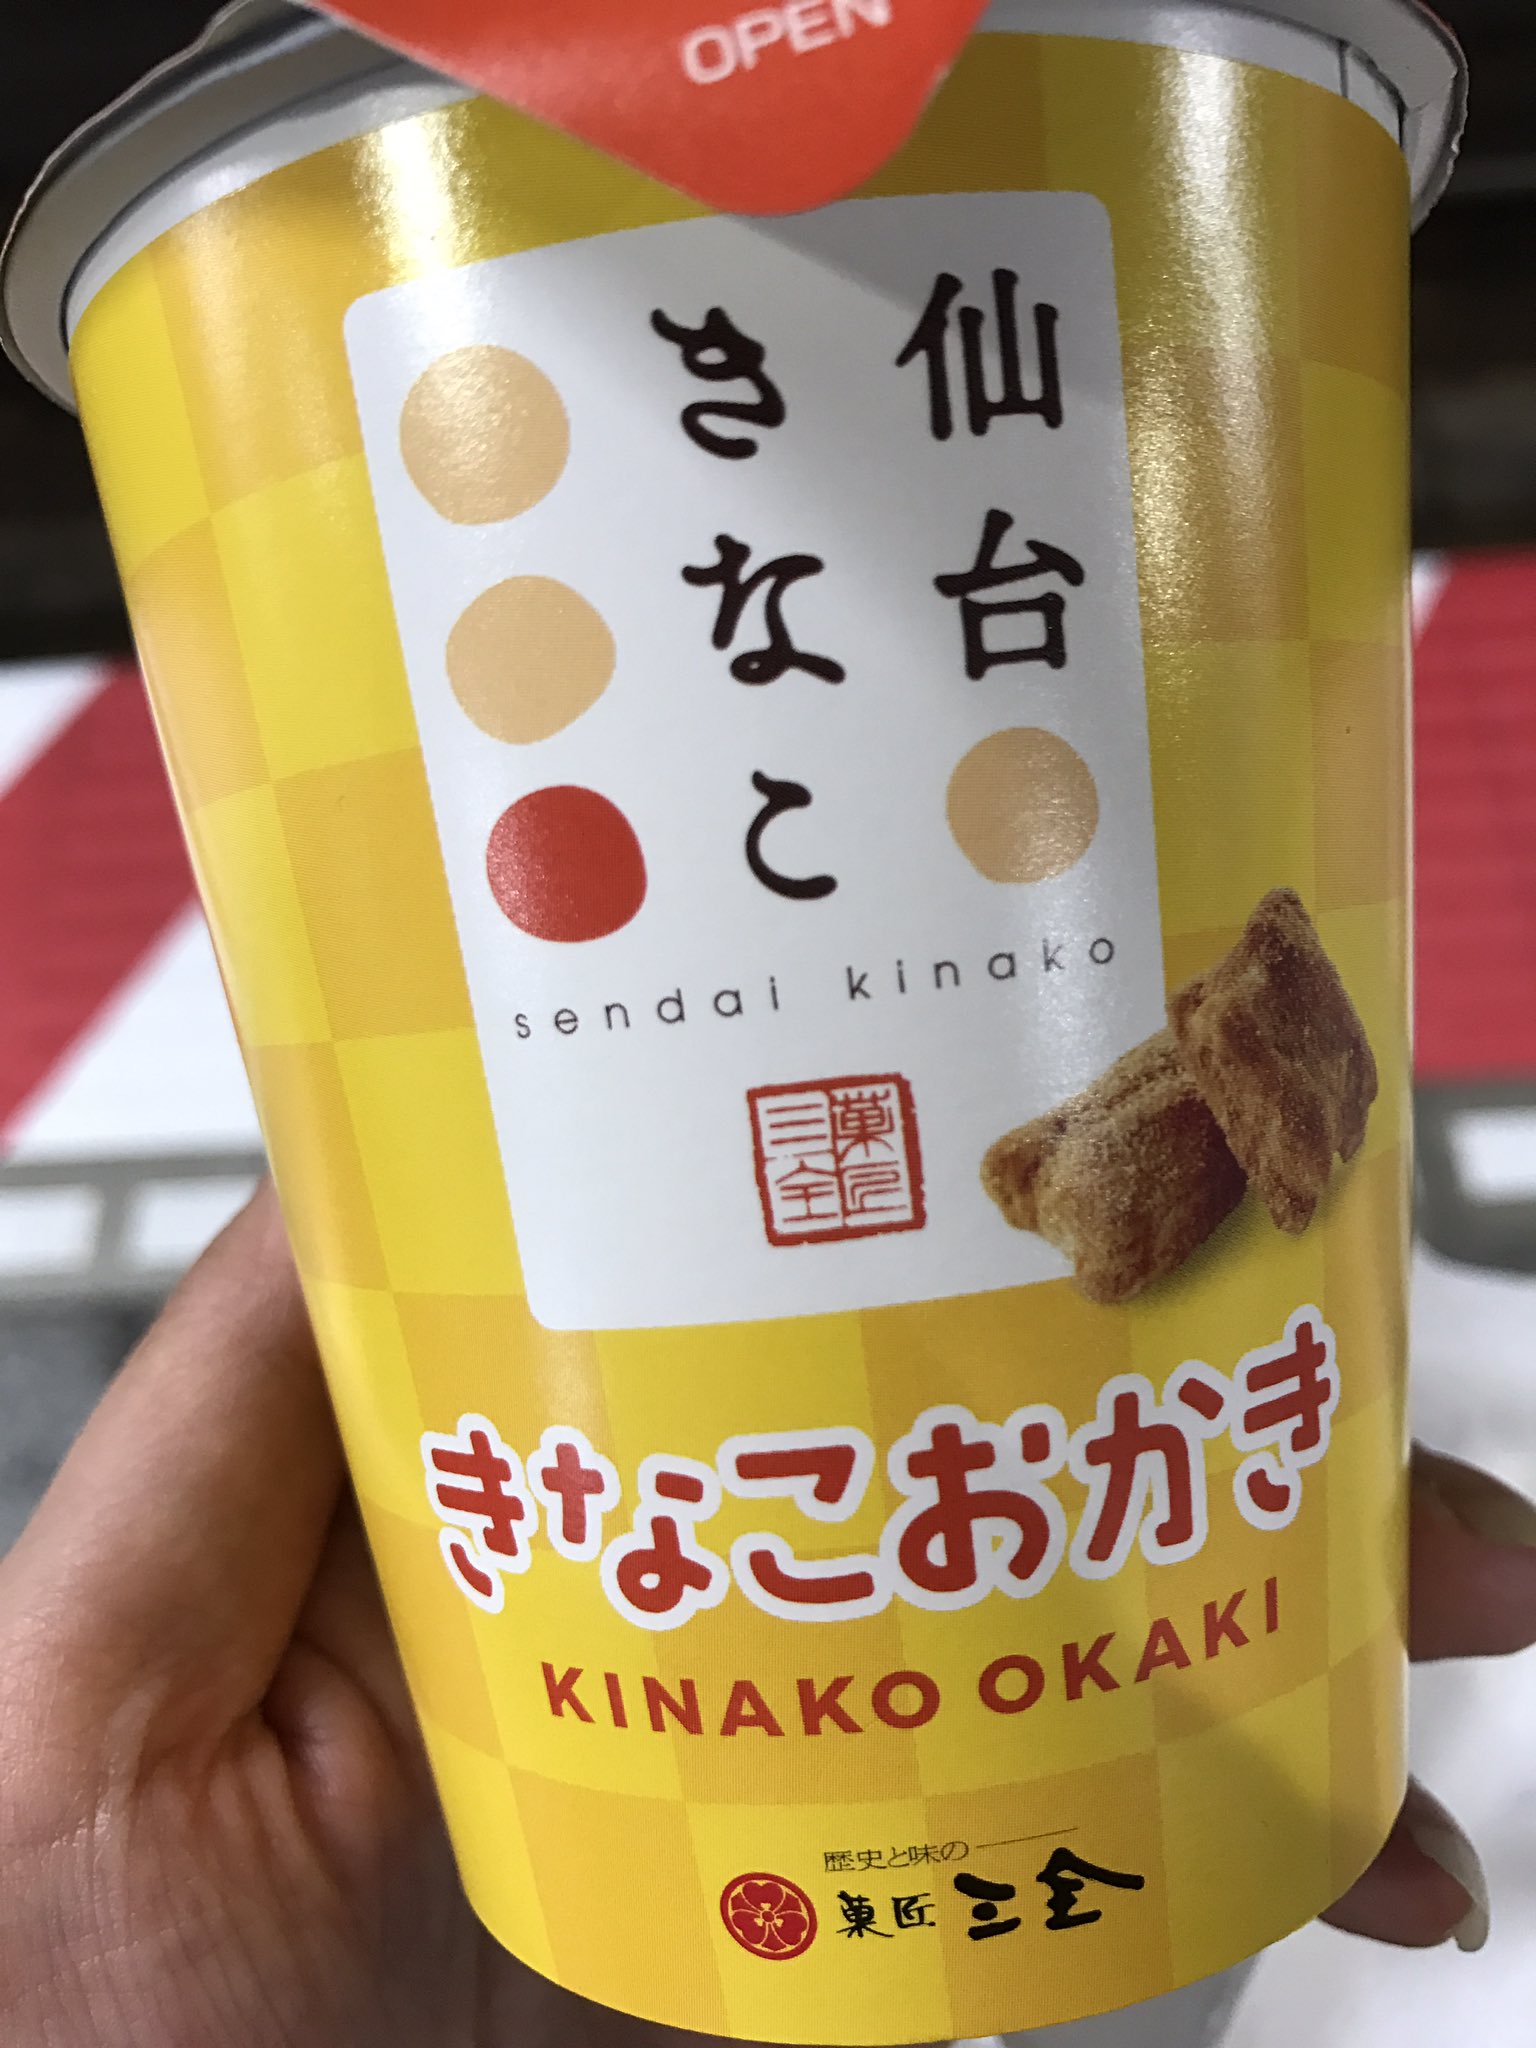 OPEN
仙台
きなこ
sendai kinako
菓匠
三全
きなこおかき
KINAKO OKAKI
歴史と味の
菓匠 三全